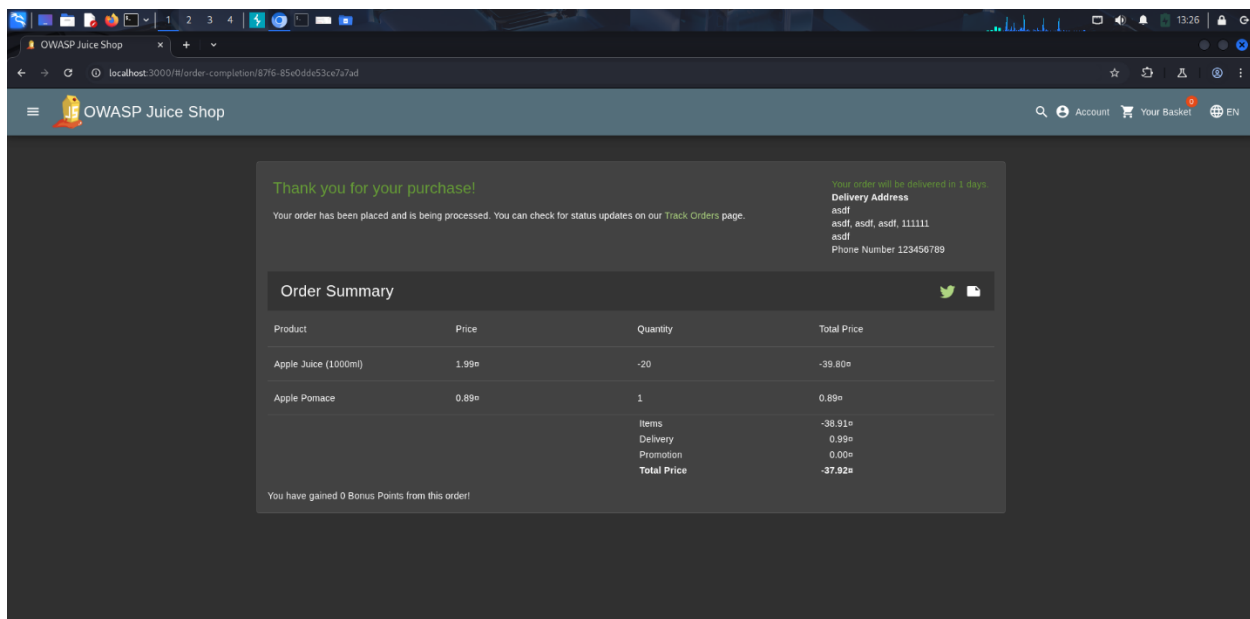 1 2 3 4
13:26
OWASP Juice Shop
localhost:3000/#/order-completion/87f6-85e0dde53ce7a7ad
OWASP Juice Shop
Account
0
Your Basket
EN
Thank you for your purchase!
Your order has been placed and is being processed. You can check for status updates on our Track Orders page.
Your order will be delivered in 1 days.
Delivery Address
asdf
asdf, asdf, asdf, 111111
asdf
Phone Number 123456789
Order Summary
Product Price Quantity Total Price
Apple Juice (1000ml) 1.99¤ -20 -39.80¤
Apple Pomace 0.89¤ 1 0.89¤
Items -38.91¤
Delivery 0.99¤
Promotion 0.00¤
Total Price -37.92¤
You have gained 0 Bonus Points from this order!